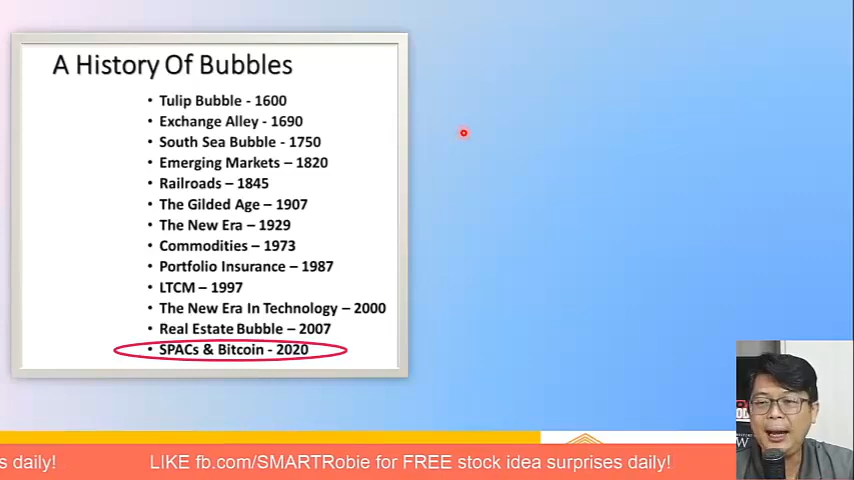 A History Of Bubbles
• Tulip Bubble - 1600
• Exchange Alley - 1690
• South Sea Bubble - 1750
• Emerging Markets – 1820
• Railroads – 1845
• The Gilded Age – 1907
• The New Era – 1929
• Commodities – 1973
• Portfolio Insurance – 1987
• LTCM – 1997
• The New Era In Technology – 2000
• Real Estate Bubble – 2007
• SPACs & Bitcoin - 2020
s daily! LIKE fb.com/SMARTRobie for FREE stock idea surprises daily!